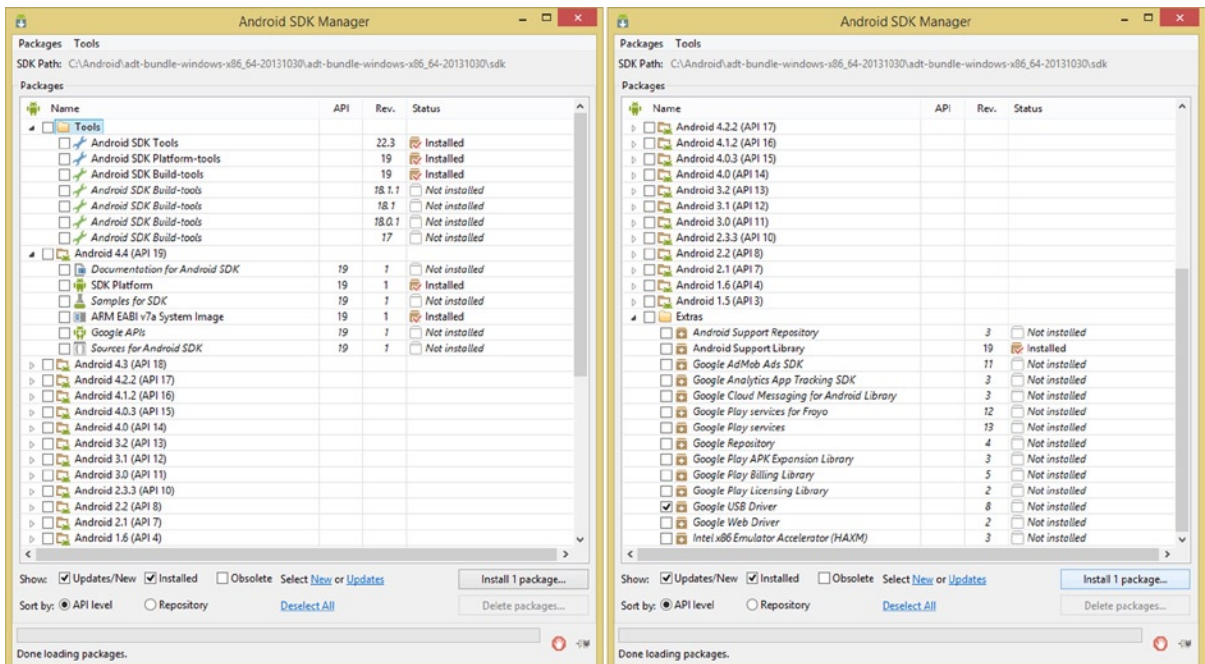 Android SDK Manager
Packages Tools
SDK Path: C:\Android\adt-bundle-windows-x86_64-20131030\adt-bundle-windows-x86_64-20131030\sdk
Packages
Name API Rev. Status
Tools
Android SDK Tools 22.3 Installed
Android SDK Platform-tools 19 Installed
Android SDK Build-tools 19 Installed
Android SDK Build-tools 18.1.1 Not installed
Android SDK Build-tools 18.1 Not installed
Android SDK Build-tools 18.0.1 Not installed
Android SDK Build-tools 17 Not installed
Android 4.4 (API 19)
Documentation for Android SDK 19 1 Not installed
SDK Platform 19 1 Installed
Samples for SDK 19 1 Not installed
ARM EABI v7a System Image 19 1 Installed
Google APIs 19 1 Not installed
Sources for Android SDK 19 1 Not installed
Android 4.3 (API 18)
Android 4.2.2 (API 17)
Android 4.1.2 (API 16)
Android 4.0.3 (API 15)
Android 4.0 (API 14)
Android 3.2 (API 13)
Android 3.1 (API 12)
Android 3.0 (API 11)
Android 2.3.3 (API 10)
Android 2.2 (API 8)
Android 2.1 (API 7)
Android 1.6 (API 4)
Show: Updates/New Installed Obsolete Select New or Updates Install 1 package...
Sort by: API level Repository Deselect All Delete packages...
Done loading packages.
Android SDK Manager
Packages Tools
SDK Path: C:\Android\adt-bundle-windows-x86_64-20131030\adt-bundle-windows-x86_64-20131030\sdk
Packages
Name API Rev. Status
Android 4.2.2 (API 17)
Android 4.1.2 (API 16)
Android 4.0.3 (API 15)
Android 4.0 (API 14)
Android 3.2 (API 13)
Android 3.1 (API 12)
Android 3.0 (API 11)
Android 2.3.3 (API 10)
Android 2.2 (API 8)
Android 2.1 (API 7)
Android 1.6 (API 4)
Android 1.5 (API 3)
Extras
Android Support Repository 3 Not installed
Android Support Library 19 Installed
Google AdMob Ads SDK 11 Not installed
Google Analytics App Tracking SDK 3 Not installed
Google Cloud Messaging for Android Library 3 Not installed
Google Play services for Froyo 12 Not installed
Google Play services 13 Not installed
Google Repository 4 Not installed
Google Play APK Expansion Library 3 Not installed
Google Play Billing Library 5 Not installed
Google Play Licensing Library 2 Not installed
Google USB Driver 8 Not installed
Google Web Driver 2 Not installed
Intel x86 Emulator Accelerator (HAXM) 3 Not installed
Show: Updates/New Installed Obsolete Select New or Updates Install 1 package...
Sort by: API level Repository Deselect All Delete packages...
Done loading packages.